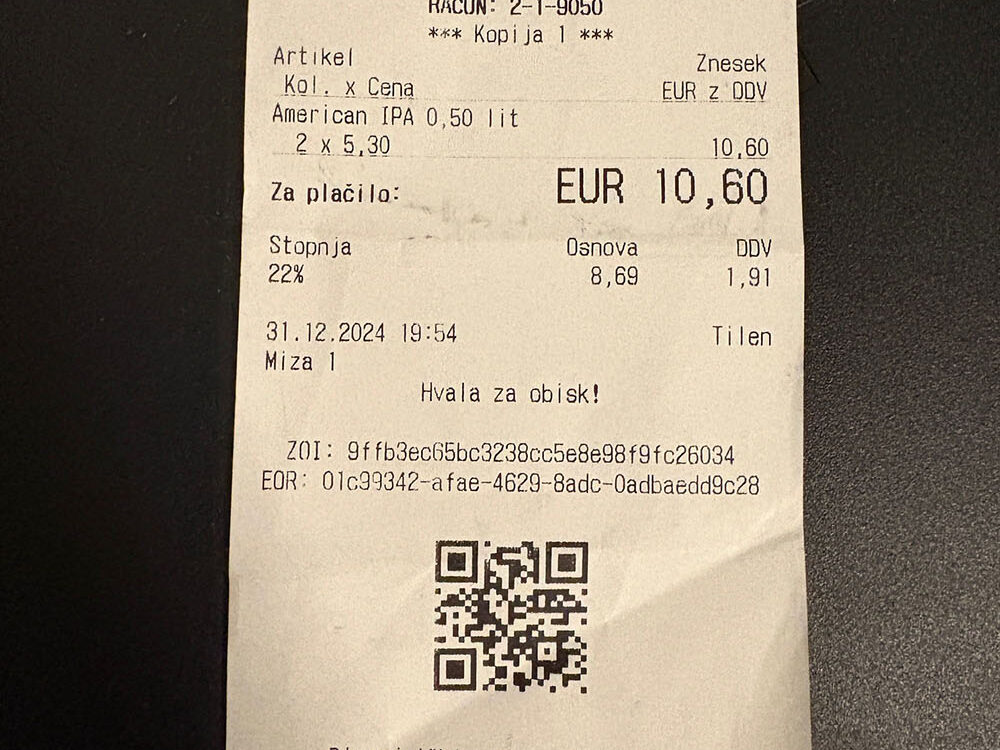 RAČUN: 2-1-9050
*** Kopija 1 ***
Artikel Znesek
Kol. x Cena EUR z DDV
American IPA 0,50 lit
2 x 5,30 10,60
Za plačilo: EUR 10,60
Stopnja Osnova DDV
22% 8,69 1,91
31.12.2024 19:54 Tilen
Miza 1
Hvala za obisk!
ZOI: 9ffb3ec65bc3238cc5e8e98f9fc26034
EOR: 01c99342-afae-4629-8adc-0adbaedd9c28